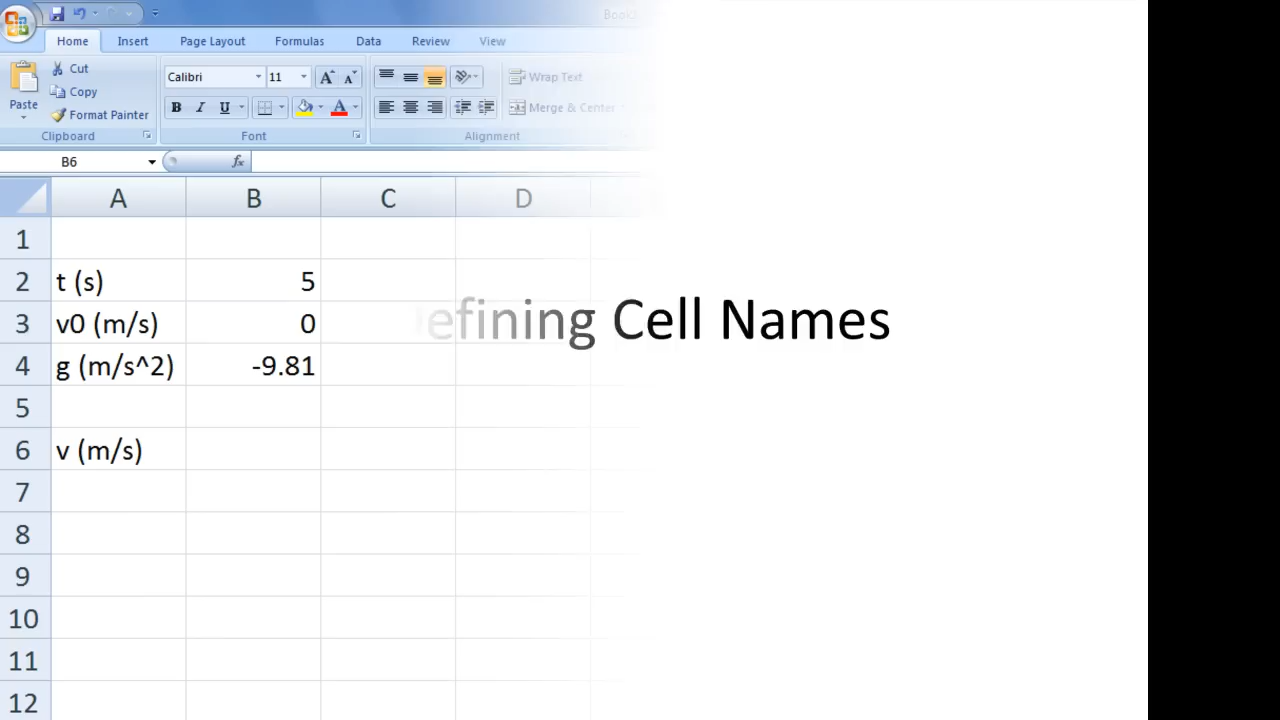 Book
Home Insert Page Layout Formulas Data Review View
Cut
Calibri 11 A A Wrap Text
Copy
Paste
B I U A Merge & Center
Format Painter
Clipboard Font Alignment
B6 fx
A B C D
1
2 t (s) 5
3 v0 (m/s) 0
efining Cell Names
4 g (m/s^2) -9.81
5
6 v (m/s)
7
8
9
10
11
12